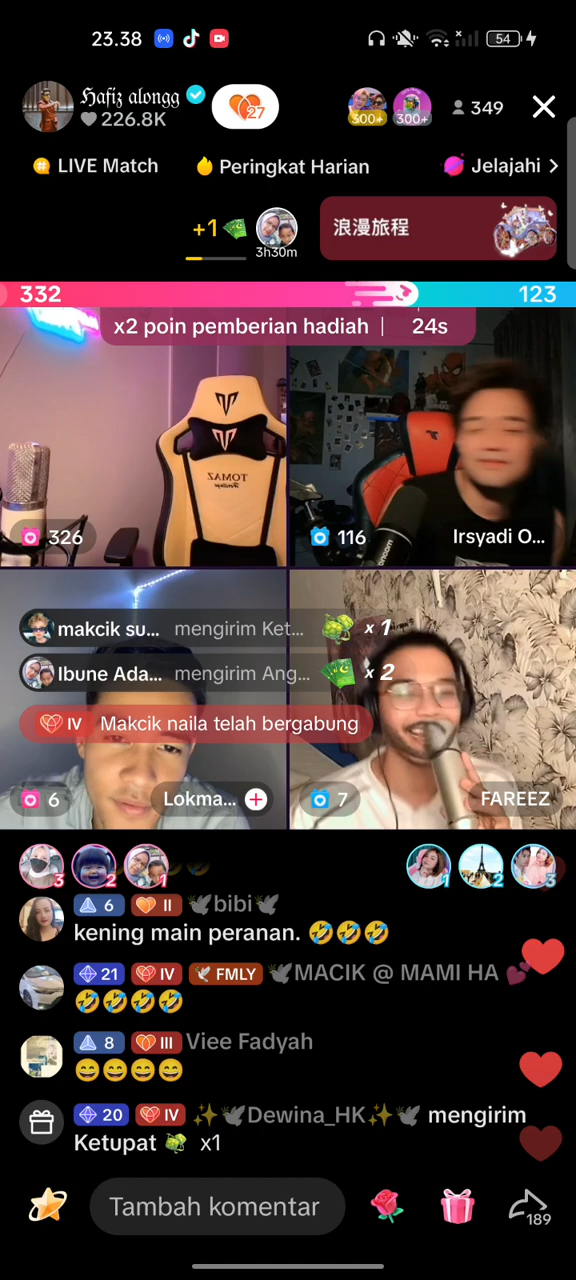 23.38
54
Hafiz alongg
226.8K
27
300+
300+
349
LIVE Match
Peringkat Harian
Jelajahi
+1
3h30m
浪漫旅程
332
123
x2 poin pemberian hadiah | 24s
TOMAZ
326
116
Irsyadi O...
makcik su... mengirim Ket... x 1
Ibune Ada... mengirim Ang... x 2
IV Makcik naila telah bergabung
6
Lokma...
7
FAREEZ
3
2
1
1
2
3
6 II 🕊️bibi🕊️
kening main peranan. 🤣🤣🤣
21 IV FMLY 🕊️MACIK @ MAMI HA 💕
🤣🤣🤣🤣
8 III Viee Fadyah
😄😄😄😄
20 IV ✨🕊️Dewina_HK✨🕊️ mengirim
Ketupat x1
Tambah komentar
189